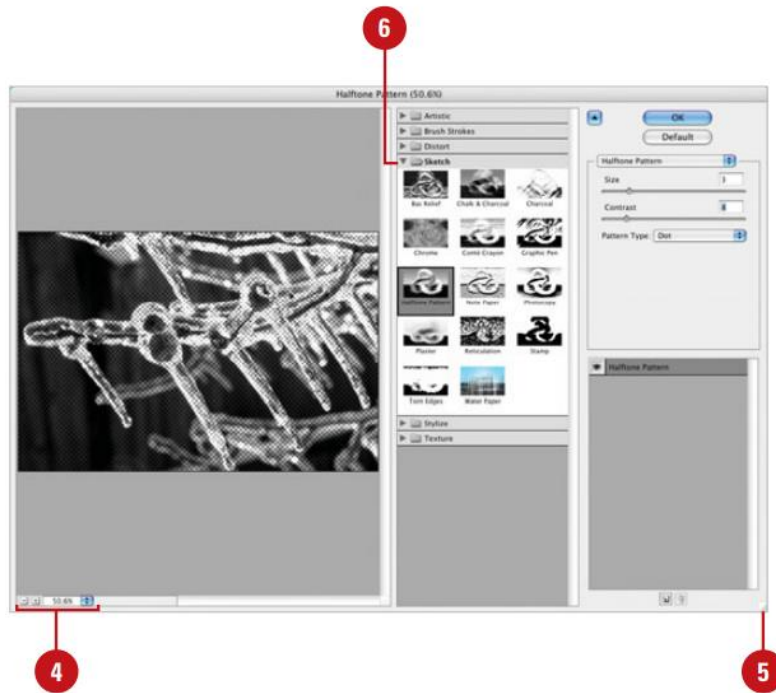 6
Halftone Pattern (50.6%)
Artistic
Brush Strokes
Distort
Sketch
Bas Relief
Chalk & Charcoal
Charcoal
Chrome
Conté Crayon
Graphic Pen
Halftone Pattern
Note Paper
Photocopy
Plaster
Reticulation
Stamp
Torn Edges
Water Paper
Stylize
Texture
OK
Default
Halftone Pattern
Size
3
Contrast
Pattern Type: Dot
Halftone Pattern
50.6%
4
5